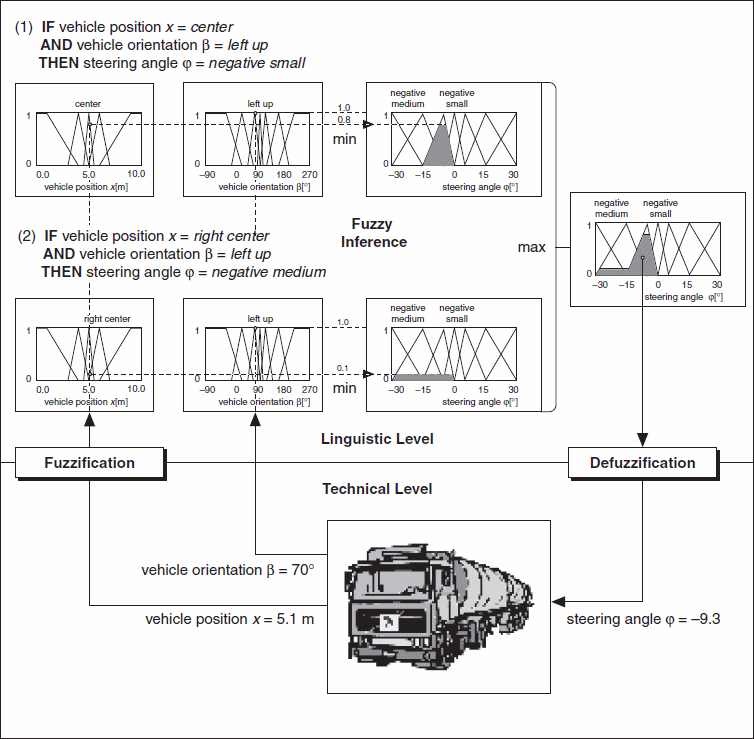 (1) IF vehicle position x = center
AND vehicle orientation β = left up
THEN steering angle φ = negative small
center
1
0
0.0 5.0 10.0
vehicle position x[m]
left up
1
0
–90 0 90 180 270
vehicle orientation β[°]
1.0
0.8
min
negative medium
negative small
1
0
–30 –15 0 15 30
steering angle φ[°]
(2) IF vehicle position x = right center
AND vehicle orientation β = left up
THEN steering angle φ = negative medium
Fuzzy
Inference
max
negative medium
negative small
1
0
–30 –15 0 15 30
steering angle φ[°]
right center
1
0
0.0 5.0 10.0
vehicle position x[m]
left up
1
0
–90 0 90 180 270
vehicle orientation β[°]
1.0
0.1
min
negative medium
negative small
1
0
–30 –15 0 15 30
steering angle φ[°]
Linguistic Level
Fuzzification
Defuzzification
Technical Level
vehicle orientation β = 70°
vehicle position x = 5.1 m
steering angle φ = –9.3